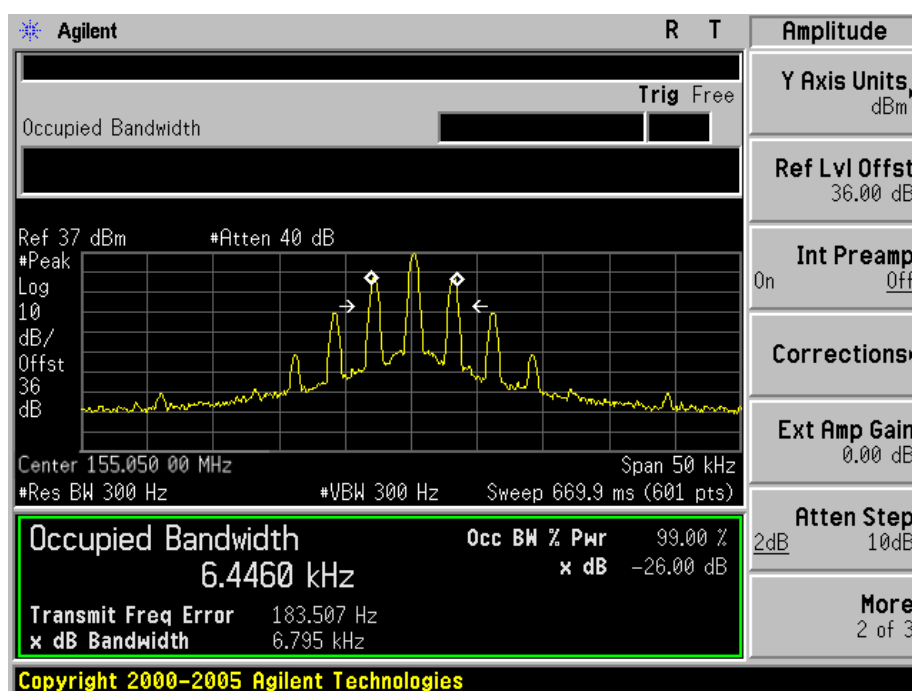 Agilent R T
Trig Free
Occupied Bandwidth
Ref 37 dBm #Atten 40 dB
#Peak
Log
10
dB/
Offst
36
dB
Center 155.050 00 MHz Span 50 kHz
#Res BW 300 Hz #VBW 300 Hz Sweep 669.9 ms (601 pts)
Occupied Bandwidth
6.4460 kHz
Occ BW % Pwr 99.00 %
x dB -26.00 dB
Transmit Freq Error 183.507 Hz
x dB Bandwidth 6.795 kHz
Copyright 2000-2005 Agilent Technologies
Amplitude
Y Axis Units
dBm
Ref Lvl Offst
36.00 dB
Int Preamp
On Off
Corrections
Ext Amp Gain
0.00 dB
Atten Step
2dB 10dB
More
2 of 3